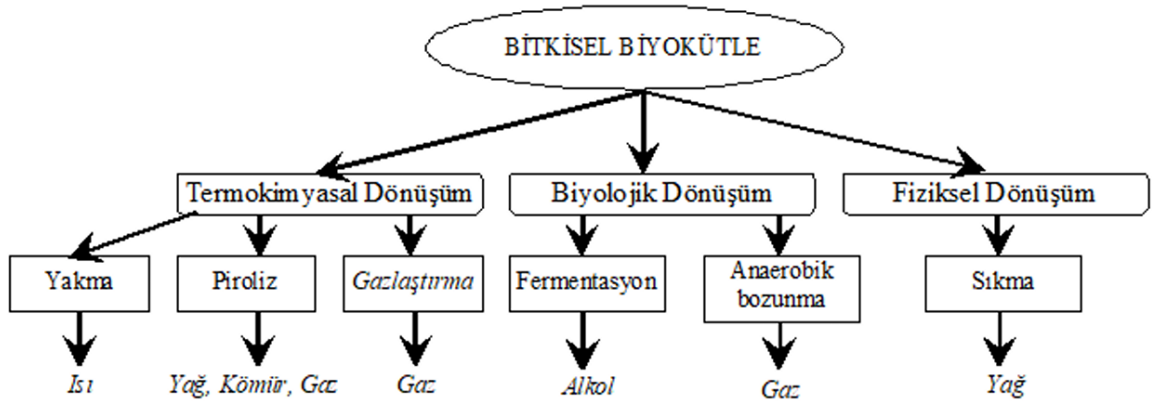 BİTKİSEL BİYOKÜTLE
Termokimyasal Dönüşüm
Biyolojik Dönüşüm
Fiziksel Dönüşüm
Yakma
Piroliz
Gazlaştırma
Fermentasyon
Anaerobik
bozunma
Sıkma
Isı
Yağ, Kömür, Gaz
Gaz
Alkol
Gaz
Yağ